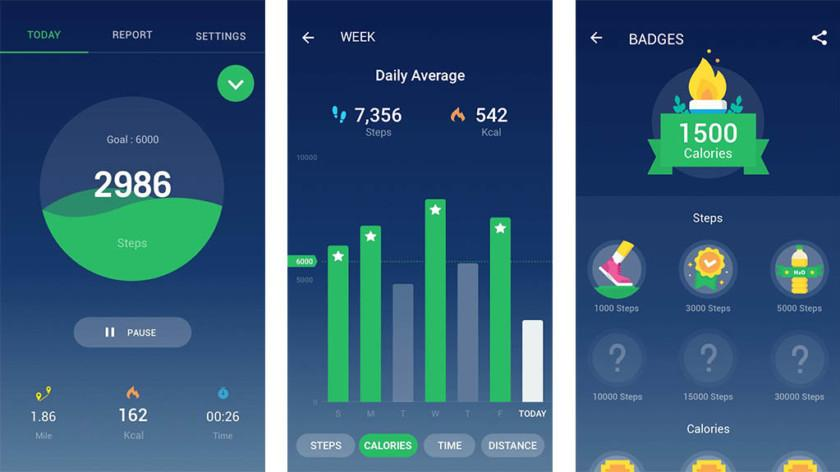 TODAY REPORT SETTINGS
Goal : 6000
2986
Steps
PAUSE
1.86 162 00:26
Mile Kcal Time
WEEK
Daily Average
7,356 542
Steps Kcal
10000
6000
5000
0
S M T W T F TODAY
STEPS CALORIES TIME DISTANCE
BADGES
1500
Calories
Steps
H₂O
1000 Steps 3000 Steps 5000 Steps
? ? ?
10000 Steps 15000 Steps 30000 Steps
Calories